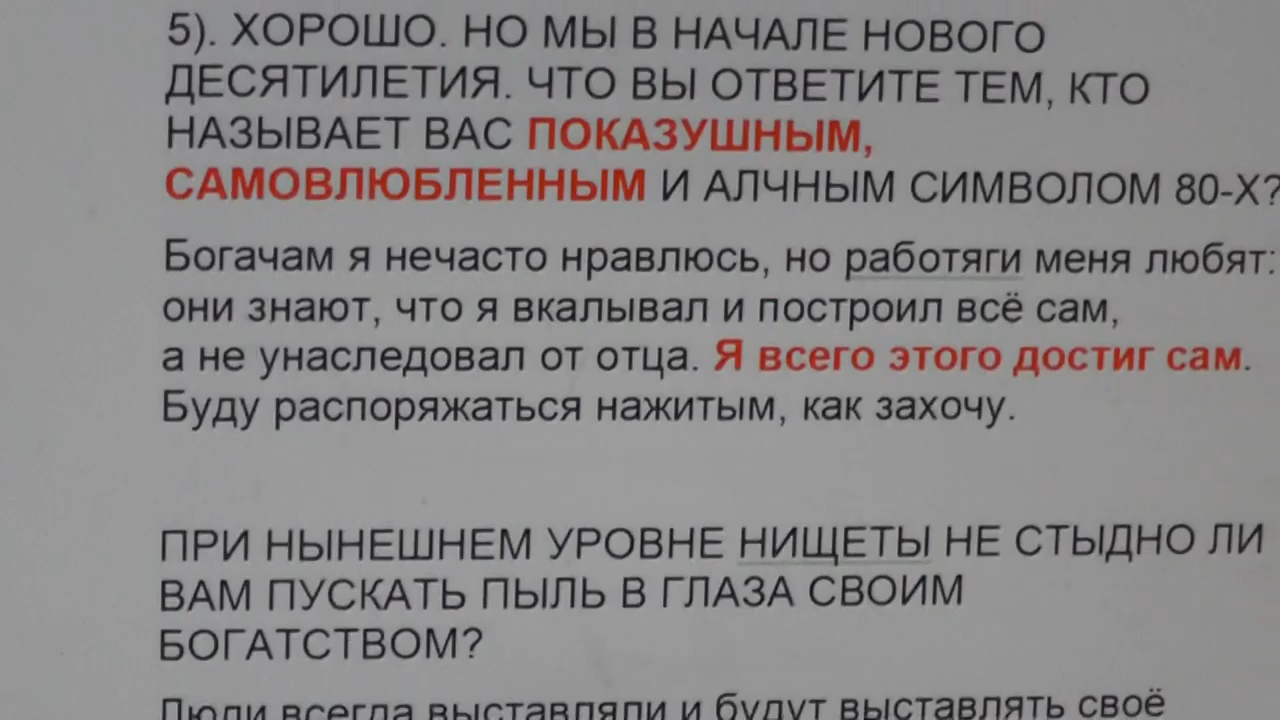 5). ХОРОШО. НО МЫ В НАЧАЛЕ НОВОГО
ДЕСЯТИЛЕТИЯ. ЧТО ВЫ ОТВЕТИТЕ ТЕМ, КТО
НАЗЫВАЕТ ВАС ПОКАЗУШНЫМ,
САМОВЛЮБЛЕННЫМ И АЛЧНЫМ СИМВОЛОМ 80-Х?
Богачам я нечасто нравлюсь, но работяги меня любят:
они знают, что я вкалывал и построил всё сам,
а не унаследовал от отца. Я всего этого достиг сам.
Буду распоряжаться нажитым, как захочу.
ПРИ НЫНЕШНЕМ УРОВНЕ НИЩЕТЫ НЕ СТЫДНО ЛИ
ВАМ ПУСКАТЬ ПЫЛЬ В ГЛАЗА СВОИМ
БОГАТСТВОМ?
Люди всегда выставляли и будут выставлять своё